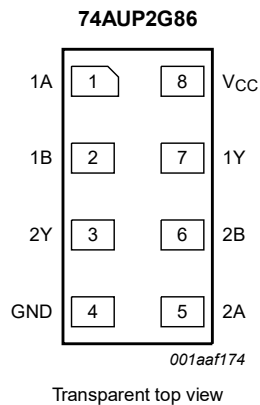 74AUP2G86
1A 1 8 VCC
1B 2 7 1Y
2Y 3 6 2B
GND 4 5 2A
001aaf174
Transparent top view